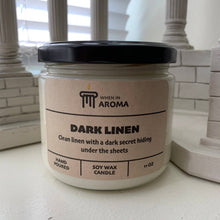 WHEN IN
AROMA
DARK LINEN
Clean linen with a dark secret hiding
under the sheets
HAND
POURED
SOY WAX
CANDLE
11 OZ